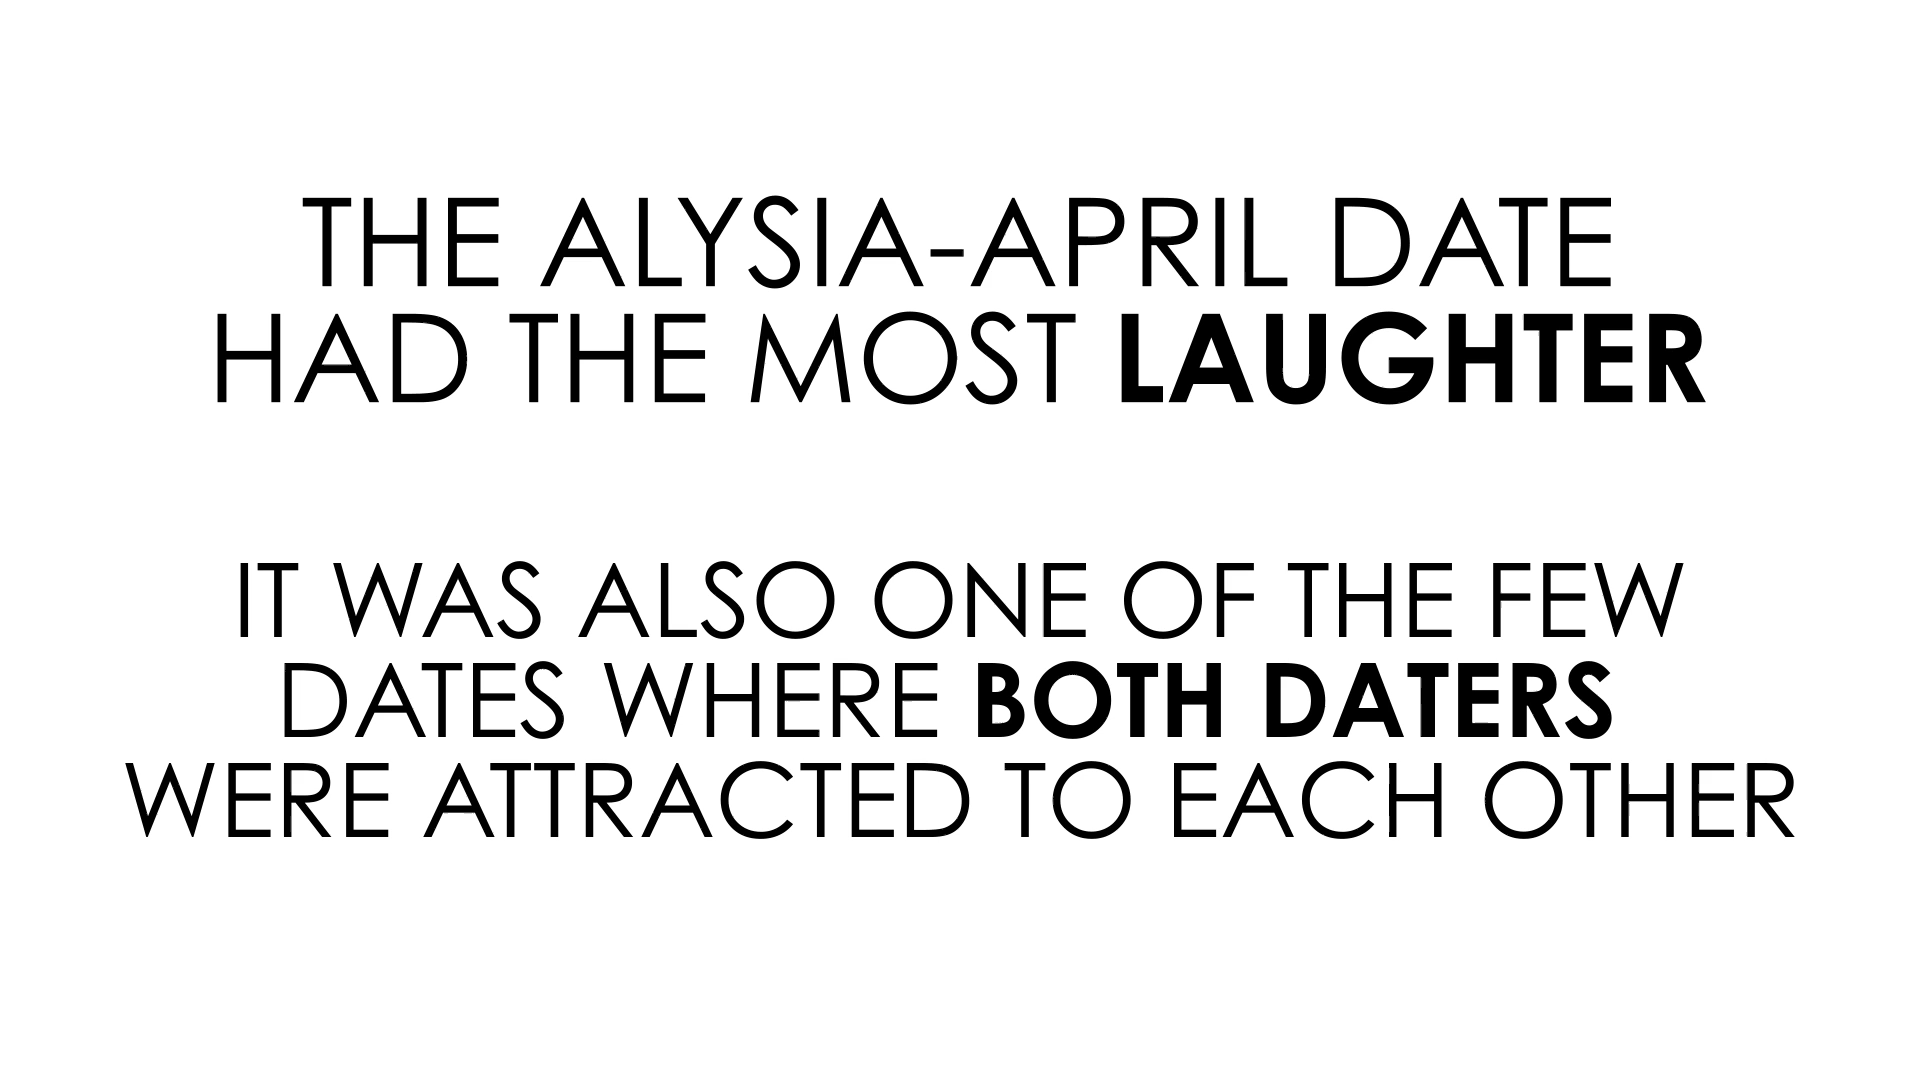 THE ALYSIA-APRIL DATE
HAD THE MOST LAUGHTER
IT WAS ALSO ONE OF THE FEW
DATES WHERE BOTH DATERS
WERE ATTRACTED TO EACH OTHER